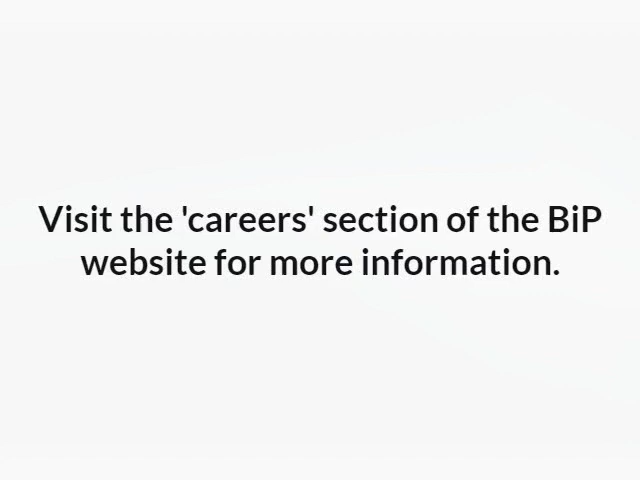 Visit the 'careers' section of the BiP
website for more information.